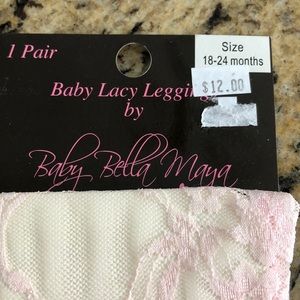 1 Pair
Size
18-24 months
$12.00
Baby Lacy Legging
by
Baby Bella Maya